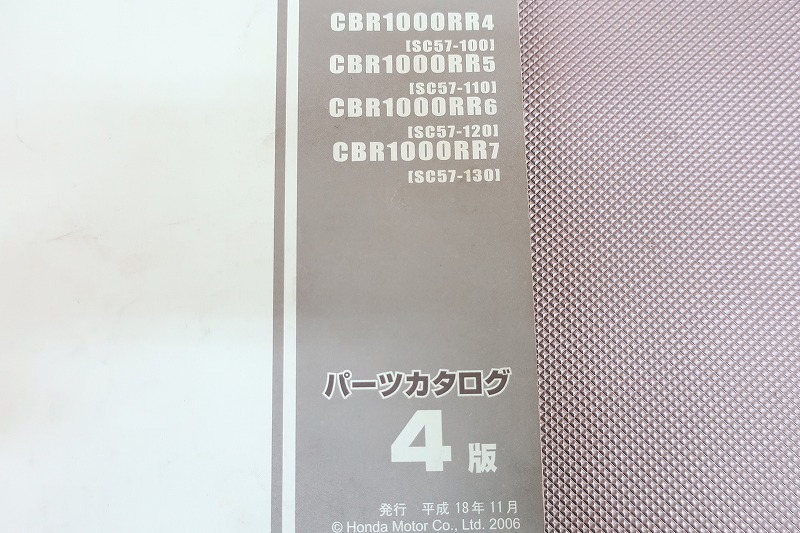 CBR1000RR4
[SC57-100]
CBR1000RR5
[SC57-110]
CBR1000RR6
[SC57-120]
CBR1000RR7
[SC57-130]
パーツカタログ
4版
発行 平成18年11月
© Honda Motor Co., Ltd. 2006